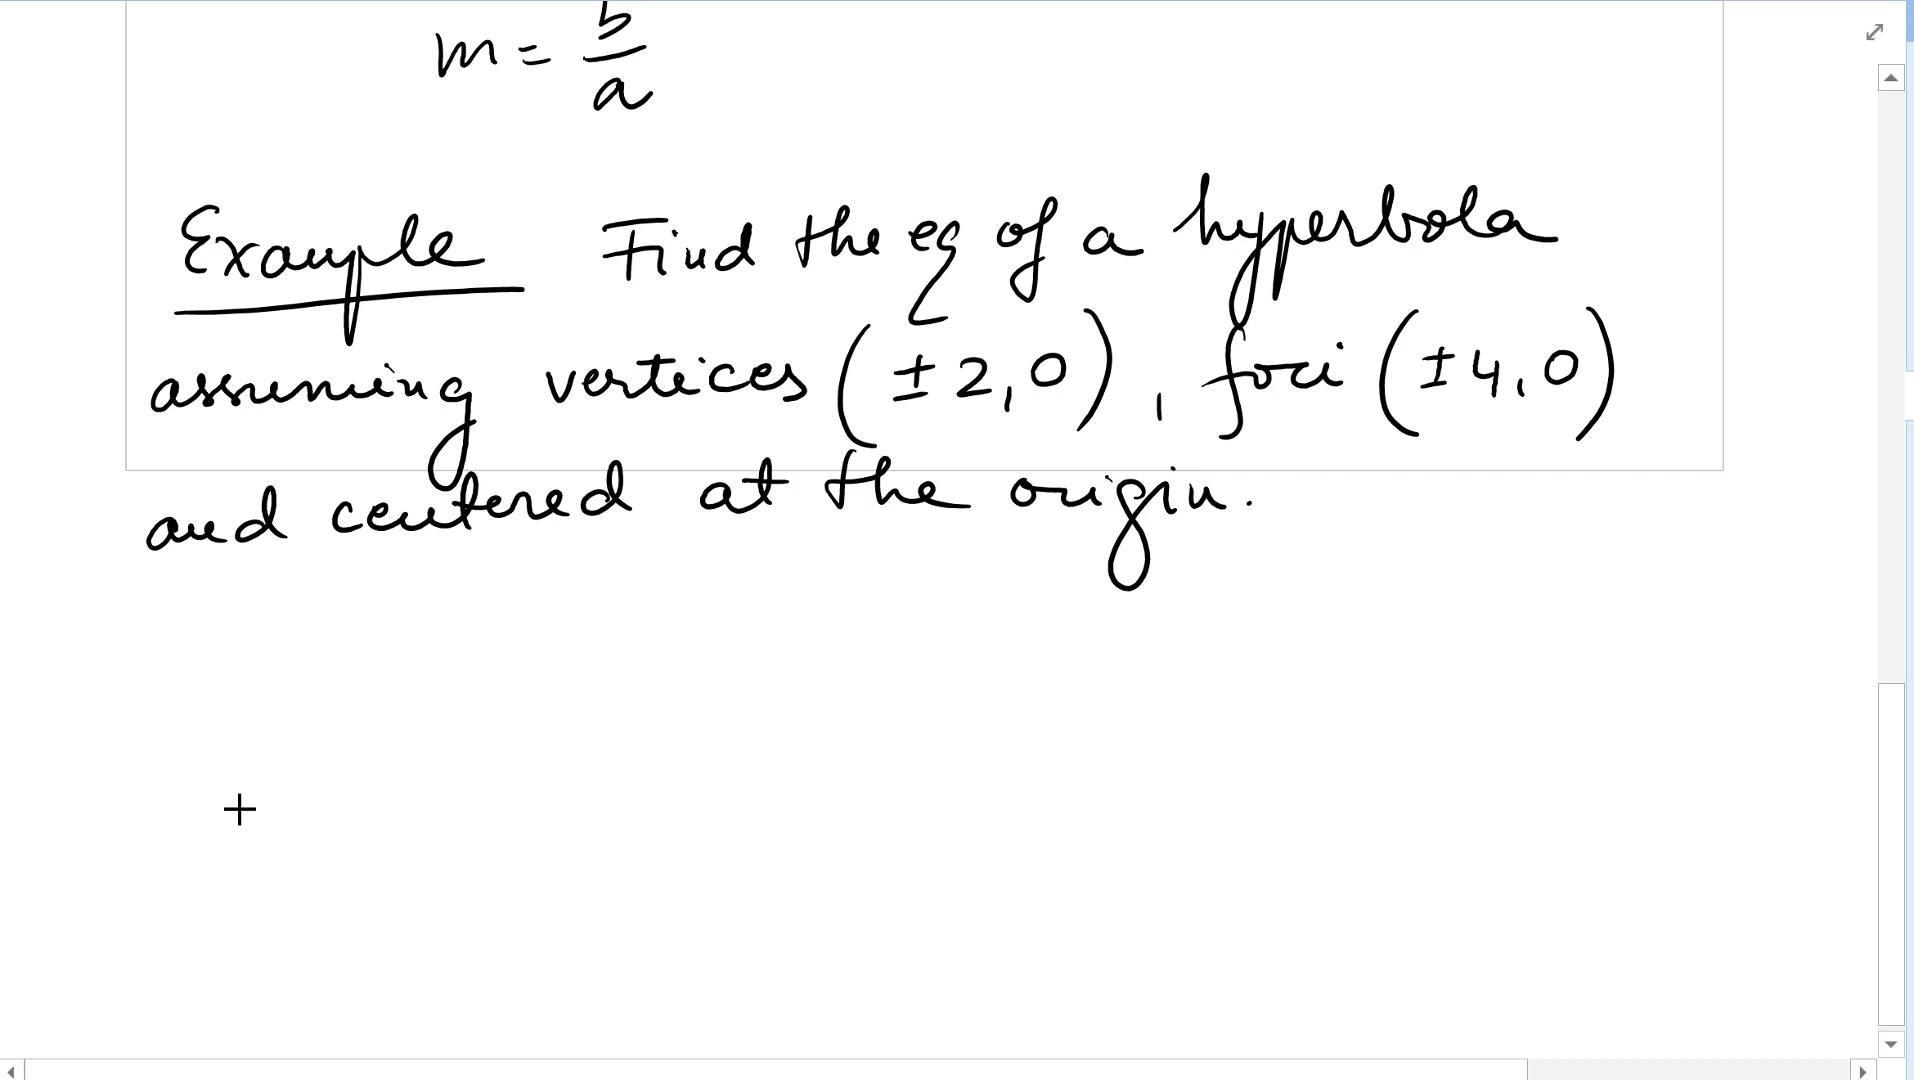 m = b/a
Example Find the eq of a hyperbola
assuming vertices (±2,0), foci (±4,0)
and centered at the origin.